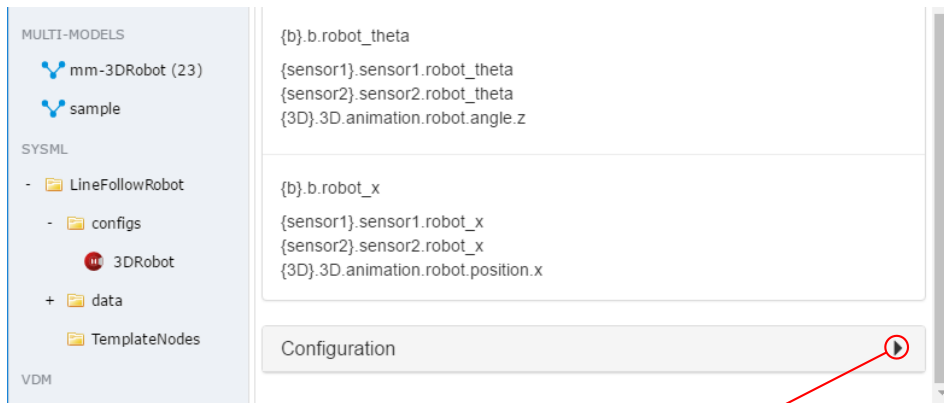 MULTI-MODELS
mm-3DRobot (23)
sample
SYSML
- LineFollowRobot
- configs
3DRobot
+ data
TemplateNodes
VDM
{b}.b.robot_theta
{sensor1}.sensor1.robot_theta
{sensor2}.sensor2.robot_theta
{3D}.3D.animation.robot.angle.z
{b}.b.robot_x
{sensor1}.sensor1.robot_x
{sensor2}.sensor2.robot_x
{3D}.3D.animation.robot.position.x
Configuration